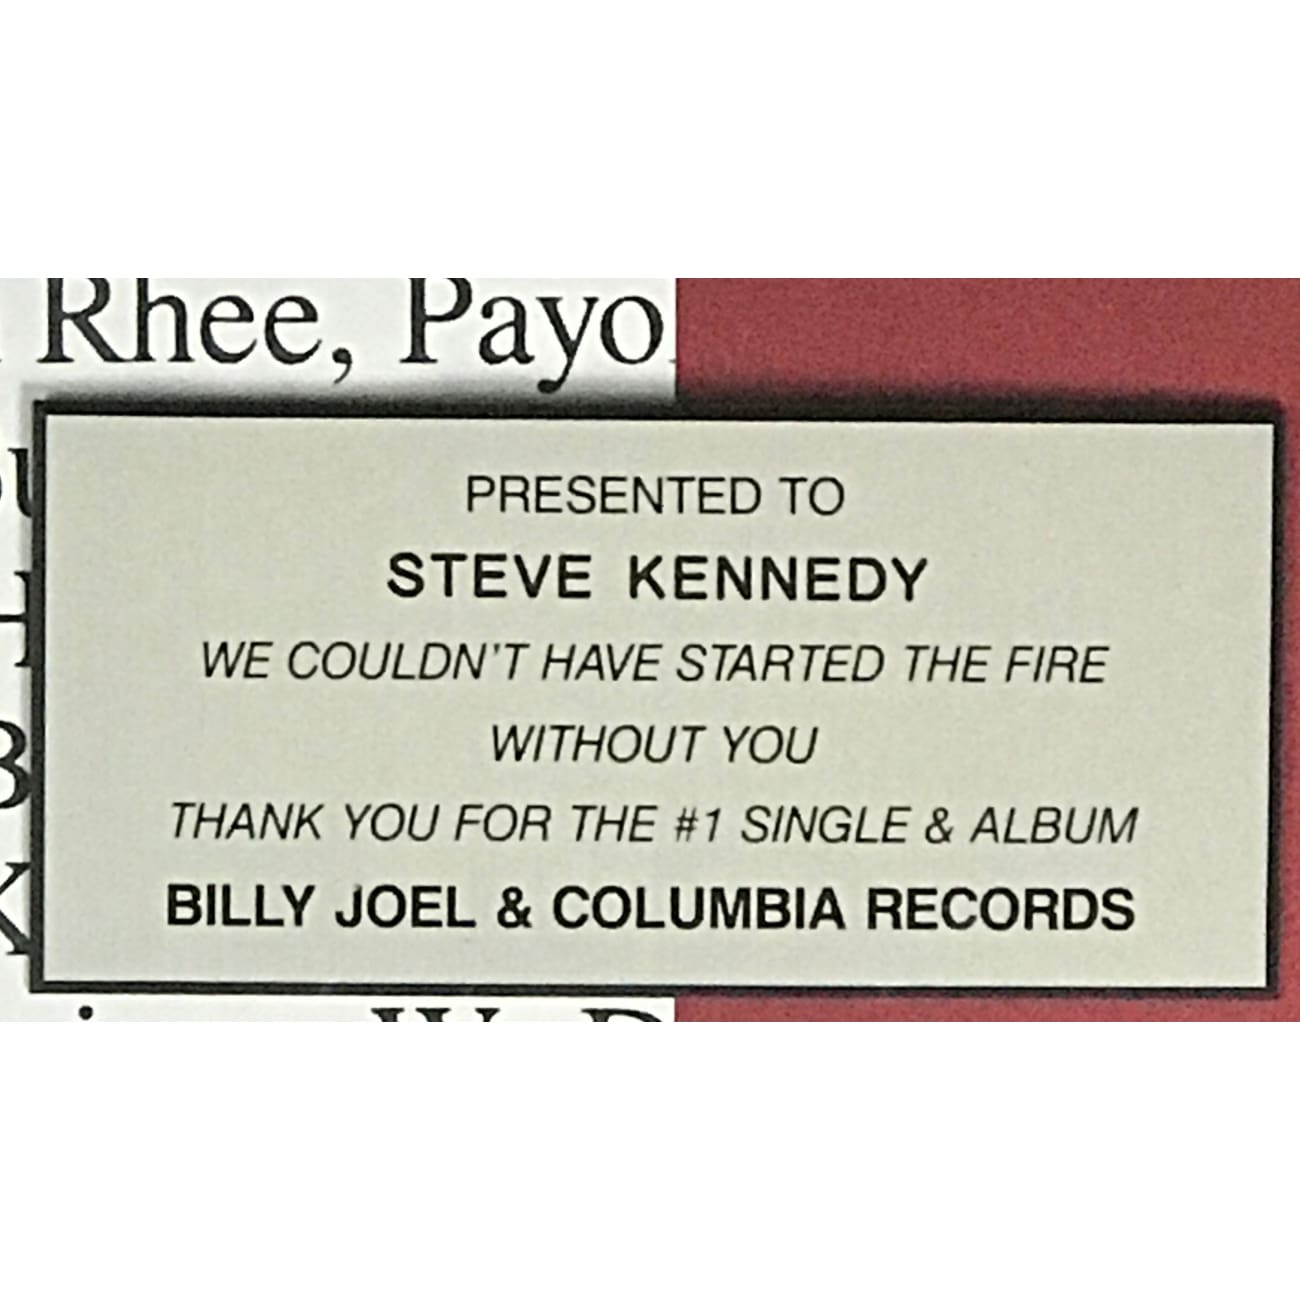 Rhee, Payo
PRESENTED TO
STEVE KENNEDY
WE COULDN'T HAVE STARTED THE FIRE
WITHOUT YOU
THANK YOU FOR THE #1 SINGLE & ALBUM
BILLY JOEL & COLUMBIA RECORDS